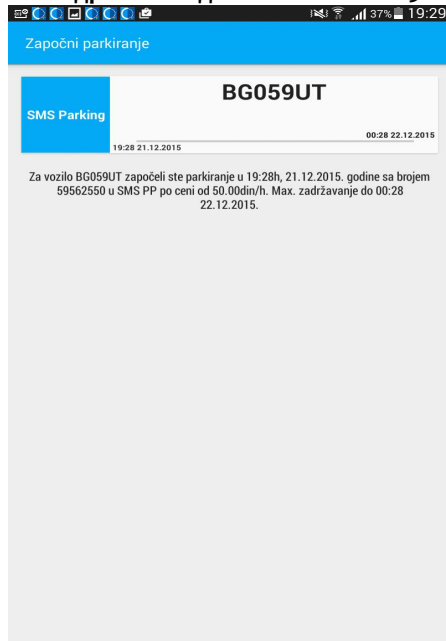 37% 19:29
Započni parkiranje
BG059UT
SMS Parking
00:28 22.12.2015
19:28 21.12.2015
Za vozilo BG059UT započeli ste parkiranje u 19:28h, 21.12.2015. godine sa brojem
59562550 u SMS PP po ceni od 50.00din/h. Max. zadržavanje do 00:28
22.12.2015.